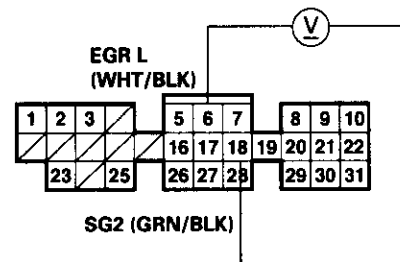 V
EGR L
(WHT/BLK)
1 2 3 5 6 7 8 9 10
16 17 18 19 20 21 22
23 25 26 27 28 29 30 31
SG2 (GRN/BLK)